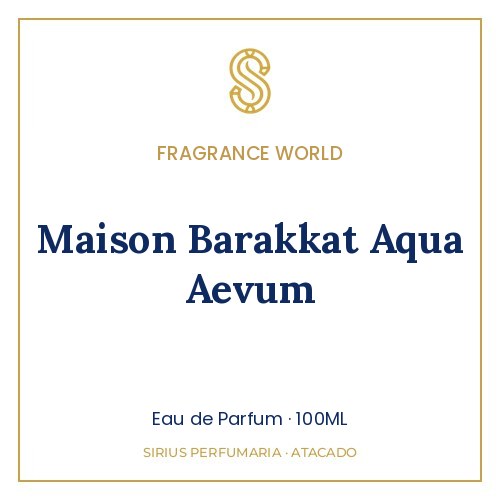 FRAGRANCE WORLD
Maison Barakkat Aqua
Aevum
Eau de Parfum · 100ML
SIRIUS PERFUMARIA · ATACADO